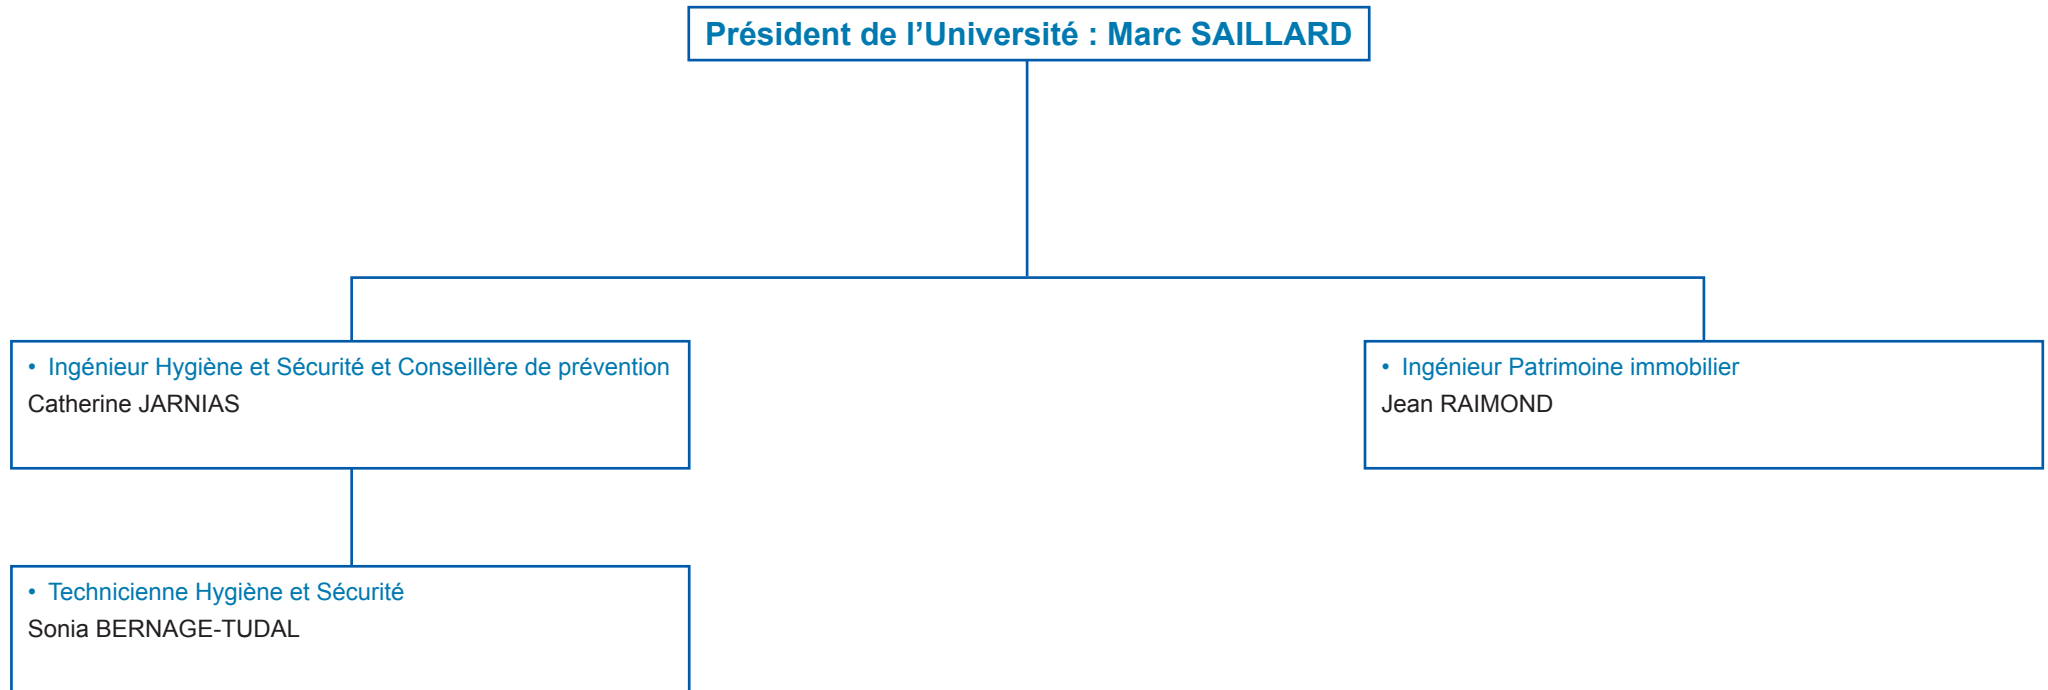 Président de l’Université : Marc SAILLARD
• Ingénieur Hygiène et Sécurité et Conseillère de prévention
Catherine JARNIAS
• Ingénieur Patrimoine immobilier
Jean RAIMOND
• Technicienne Hygiène et Sécurité
Sonia BERNAGE-TUDAL